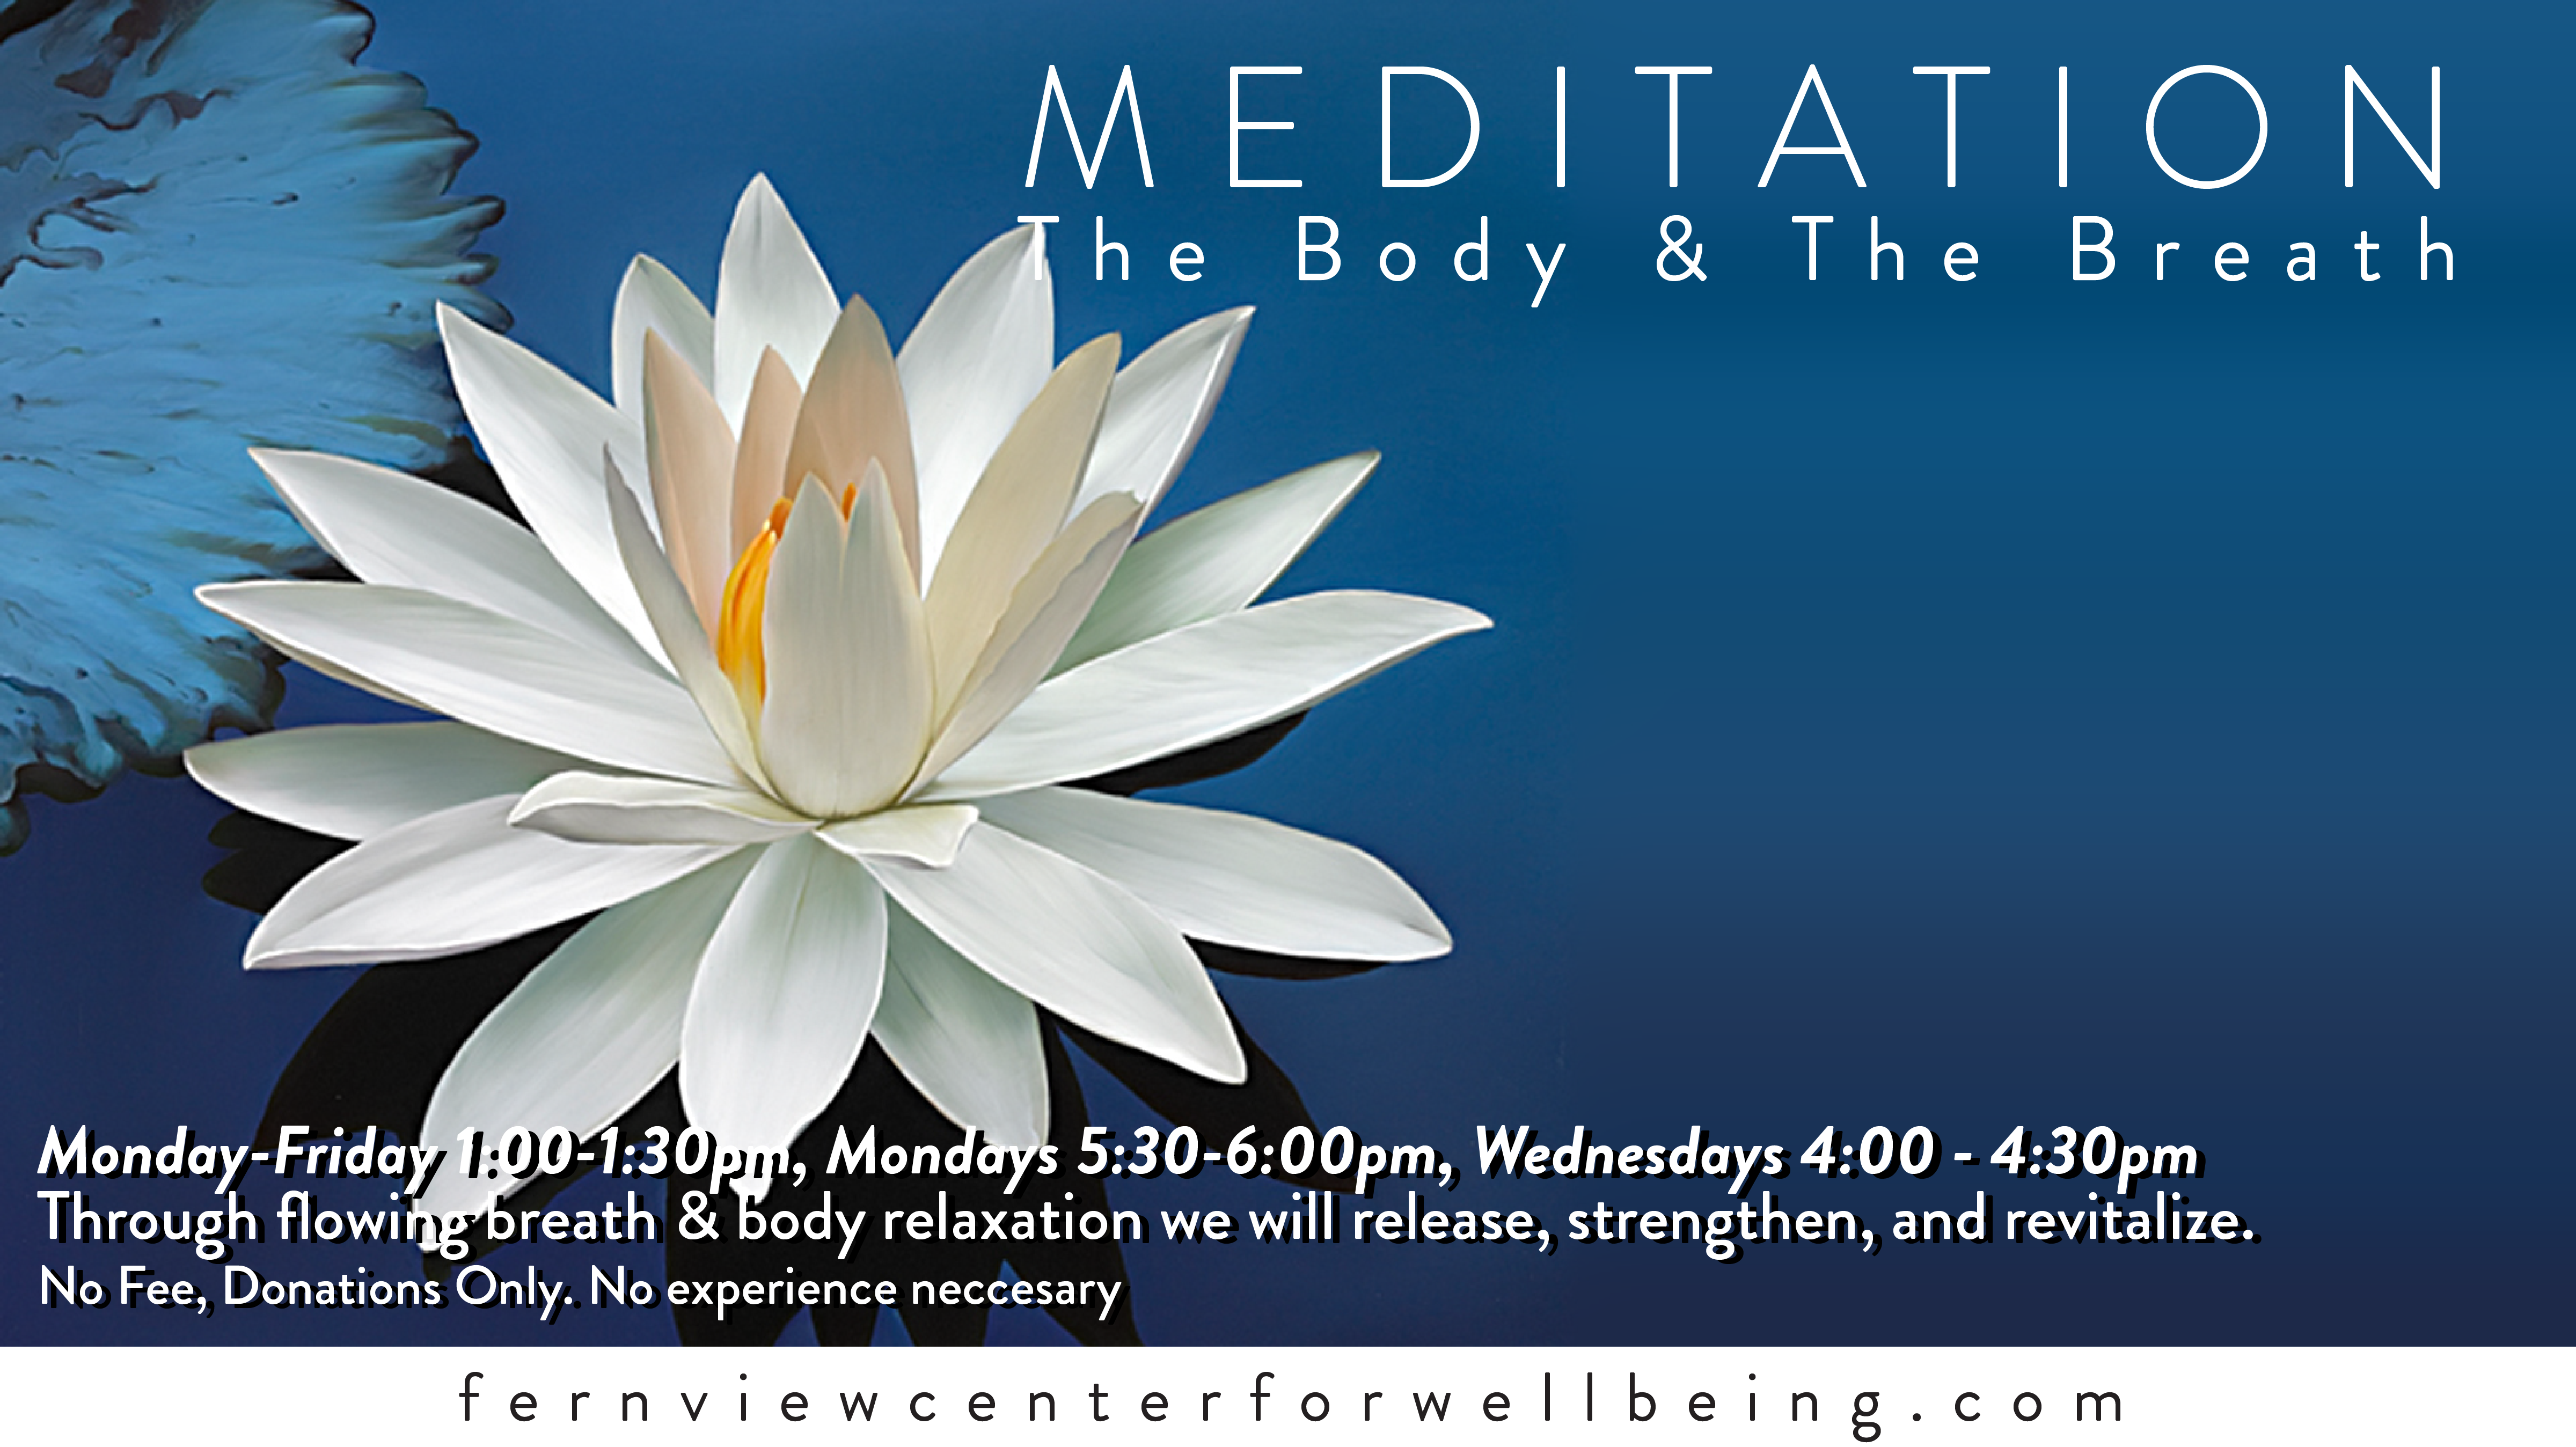 MEDITATION
The Body & The Breath
Monday-Friday 1:00-1:30pm, Mondays 5:30-6:00pm, Wednesdays 4:00 - 4:30pm
Through flowing breath & body relaxation we will release, strengthen, and revitalize.
No Fee, Donations Only. No experience neccesary
fernviewcenterforwellbeing.com